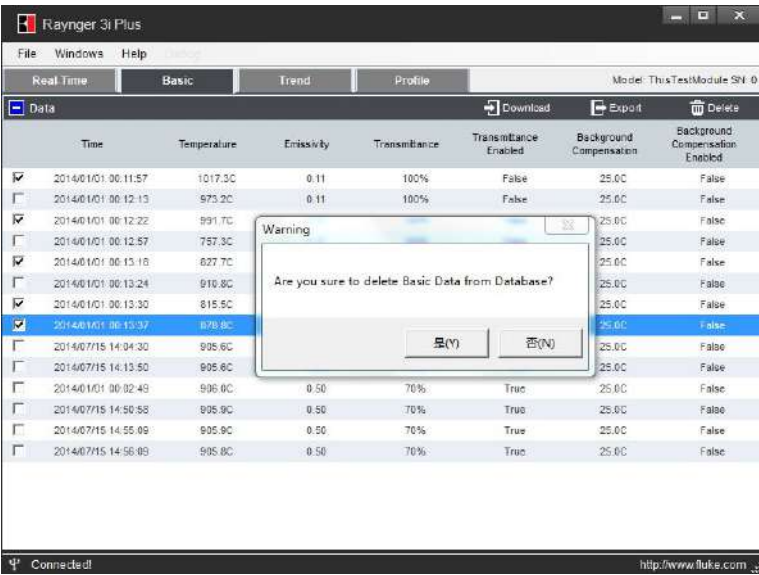 Raynger 3i Plus
File Windows Help
Real-Time Basic Trend Profile Model: ThisTestModule SN: 0
Data Download Export Delete
Time Temperature Emissivity Transmittance Transmittance Enabled Background Compensation Background Compensation Enabled
2014/01/01 00:11:57 1017.3C 0.11 100% False 25.0C False
2014/01/01 00:12:13 973.2C 0.11 100% False 25.0C False
2014/01/01 00:12:22 991.7C 25.0C False
2014/01/01 00:12:57 757.3C 25.0C False
2014/01/01 00:13:18 827.7C 25.0C False
2014/01/01 00:13:24 910.8C 25.0C False
2014/01/01 00:13:30 815.5C 25.0C False
2014/01/01 00:13:37 878.8C 25.0C False
2014/07/15 14:04:30 905.6C 25.0C False
2014/07/15 14:13:50 905.6C 25.0C False
2014/01/01 00:02:49 906.0C 0.50 70% True 25.0C False
2014/07/15 14:50:58 905.9C 0.50 70% True 25.0C False
2014/07/15 14:55:09 905.9C 0.50 70% True 25.0C False
2014/07/15 14:56:09 905.8C 0.50 70% True 25.0C False
Warning
Are you sure to delete Basic Data from Database?
是(Y) 否(N)
Connected! http://www.fluke.com